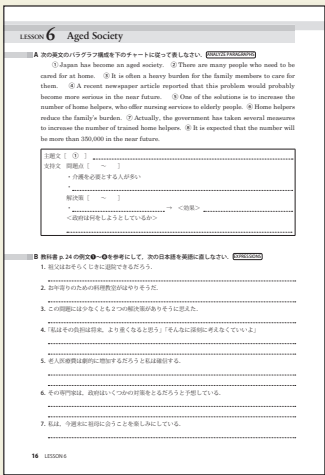 LESSON 6 Aged Society
A 次の英文のパラグラフ構成を下のチャートに従って表しなさい。 ANALYZE PARAGRAPHS
① Japan has become an aged society. ② There are many people who need to be
cared for at home. ③ It is often a heavy burden for the family members to care for
them. ④ A recent newspaper article reported that this problem would probably
become more serious in the near future. ⑤ One of the solutions is to increase the
number of home helpers, who offer nursing services to elderly people. ⑥ Home helpers
reduce the family's burden. ⑦ Actually, the government has taken several measures
to increase the number of trained home helpers. ⑧ It is expected that the number will
be more than 350,000 in the near future.
主題文 [ ① ]
支持文 問題点 [ ～ ]
・介護を必要とする人が多い
・
解決策 [ ～ ]
・ → ＜効果＞
＜政府は何をしようとしているか＞
B 教科書 p. 24 の例文❶～❹を参考にして，次の日本語を英語に直しなさい。 EXPRESSIONS
1. 祖父はおそらくじきに退院できるだろう．
2. お年寄りのための料理教室がはやりそうだ．
3. この問題には少なくとも２つの解決策がありそうに思えた．
4. 「私はその負担は将来，より重くなると思う」「そんなに深刻に考えなくていいよ」
5. 老人医療費は劇的に増加するだろうと私は確信する．
6. その専門家は，政府はいくつかの対策をとるだろうと予想している．
7. 私は，今週末に祖母に会うことを楽しみにしている．
16 LESSON 6